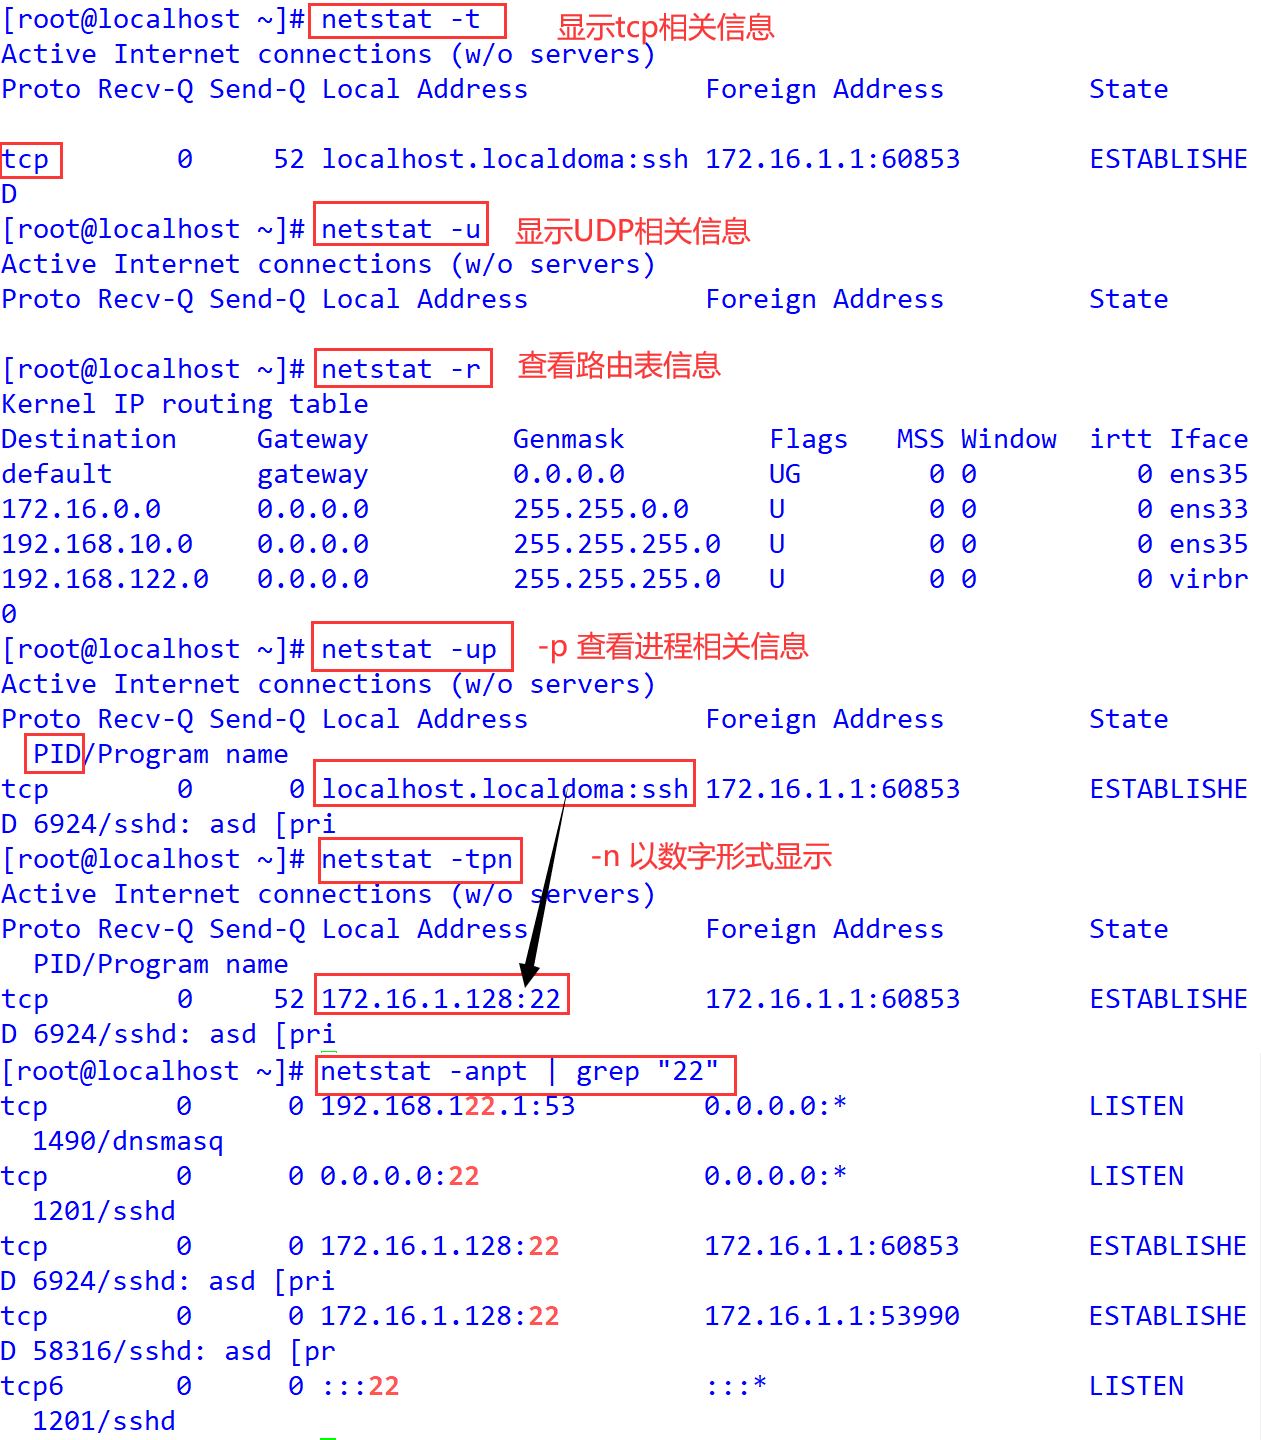 [root@localhost ~]# netstat -t 显示tcp相关信息
Active Internet connections (w/o servers)
Proto Recv-Q Send-Q Local Address           Foreign Address         State
tcp        0     52 localhost.localdoma:ssh 172.16.1.1:60853        ESTABLISHE
D
[root@localhost ~]# netstat -u 显示UDP相关信息
Active Internet connections (w/o servers)
Proto Recv-Q Send-Q Local Address           Foreign Address         State
[root@localhost ~]# netstat -r 查看路由表信息
Kernel IP routing table
Destination     Gateway         Genmask         Flags   MSS Window  irtt Iface
default         gateway         0.0.0.0         UG        0 0          0 ens35
172.16.0.0      0.0.0.0         255.255.0.0     U         0 0          0 ens33
192.168.10.0    0.0.0.0         255.255.255.0   U         0 0          0 ens35
192.168.122.0   0.0.0.0         255.255.255.0   U         0 0          0 virbr
0
[root@localhost ~]# netstat -up -p 查看进程相关信息
Active Internet connections (w/o servers)
Proto Recv-Q Send-Q Local Address           Foreign Address         State
  PID/Program name
tcp        0      0 localhost.localdoma:ssh 172.16.1.1:60853        ESTABLISHE
D 6924/sshd: asd [pri
[root@localhost ~]# netstat -tpn -n 以数字形式显示
Active Internet connections (w/o servers)
Proto Recv-Q Send-Q Local Address           Foreign Address         State
  PID/Program name
tcp        0     52 172.16.1.128:22         172.16.1.1:60853        ESTABLISHE
D 6924/sshd: asd [pri
[root@localhost ~]# netstat -anpt | grep "22"
tcp        0      0 192.168.122.1:53        0.0.0.0:*               LISTEN
  1490/dnsmasq
tcp        0      0 0.0.0.0:22              0.0.0.0:*               LISTEN
  1201/sshd
tcp        0      0 172.16.1.128:22         172.16.1.1:60853        ESTABLISHE
D 6924/sshd: asd [pri
tcp        0      0 172.16.1.128:22         172.16.1.1:53990        ESTABLISHE
D 58316/sshd: asd [pr
tcp6       0      0 :::22                   :::*                    LISTEN
  1201/sshd